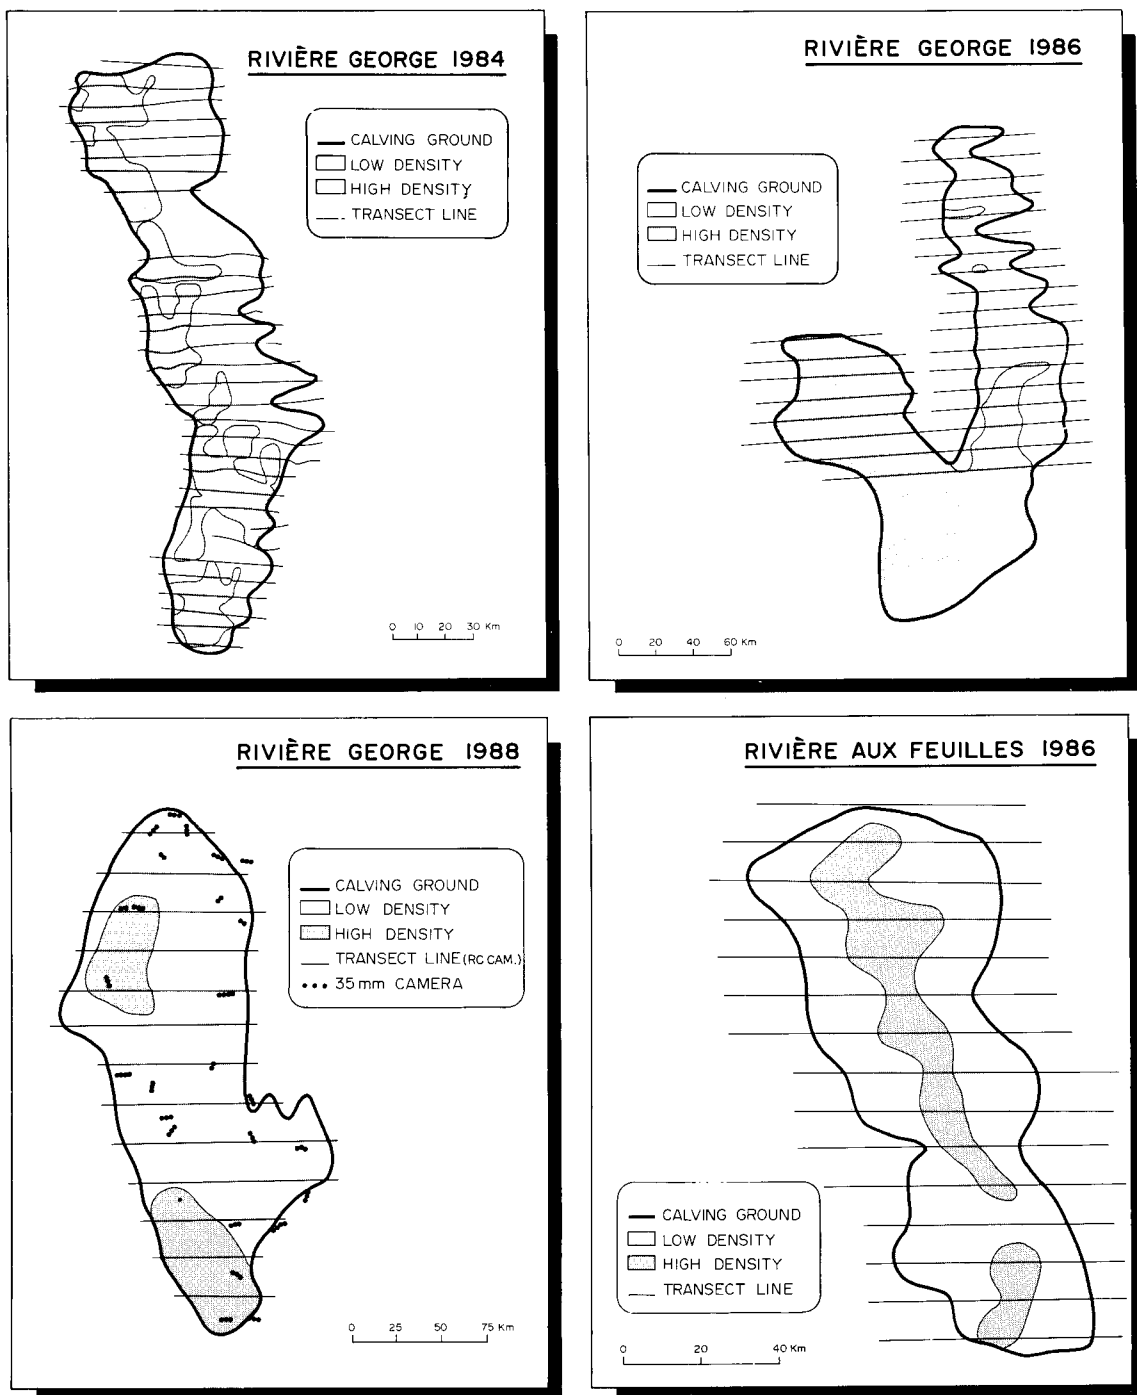 RIVIÈRE GEORGE 1984
CALVING GROUND
LOW DENSITY
HIGH DENSITY
TRANSECT LINE
0 10 20 30 Km
RIVIÈRE GEORGE 1986
CALVING GROUND
LOW DENSITY
HIGH DENSITY
TRANSECT LINE
0 20 40 60 Km
RIVIÈRE GEORGE 1988
CALVING GROUND
LOW DENSITY
HIGH DENSITY
TRANSECT LINE (RC CAM.)
35 mm CAMERA
0 25 50 75 Km
RIVIÈRE AUX FEUILLES 1986
CALVING GROUND
LOW DENSITY
HIGH DENSITY
TRANSECT LINE
0 20 40 Km